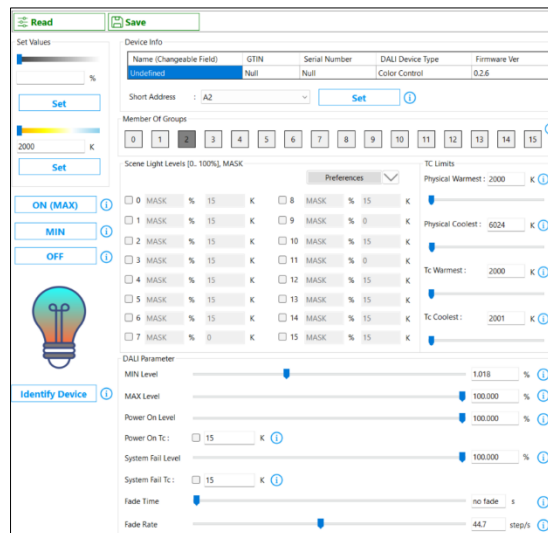 Read Save
Set Values
%
Set
2000 K
Set
ON (MAX)
MIN
OFF
Identify Device
Device Info
Name (Changeable Field) GTIN Serial Number DALI Device Type Firmware Ver
Undefined Null Null Color Control 0.2.6
Short Address : A2 Set
Member Of Groups
0 1 2 3 4 5 6 7 8 9 10 11 12 13 14 15
Scene Light Levels [0.. 100%], MASK
Preferences
0 MASK % 15 K 8 MASK % 15 K
1 MASK % 15 K 9 MASK % 0 K
2 MASK % 15 K 10 MASK % 15 K
3 MASK % 15 K 11 MASK % 0 K
4 MASK % 15 K 12 MASK % 15 K
5 MASK % 15 K 13 MASK % 15 K
6 MASK % 15 K 14 MASK % 15 K
7 MASK % 0 K 15 MASK % 15 K
TC Limits
Physical Warmest : 2000 K
Physical Coolest : 6024 K
Tc Warmest : 2000 K
Tc Coolest : 2001 K
DALI Parameter
MIN Level 1.018 %
MAX Level 100.000 %
Power On Level 100.000 %
Power On Tc : 15 K
System Fail Level 100.000 %
System Fail Tc : 15 K
Fade Time no fade s
Fade Rate 44.7 step/s